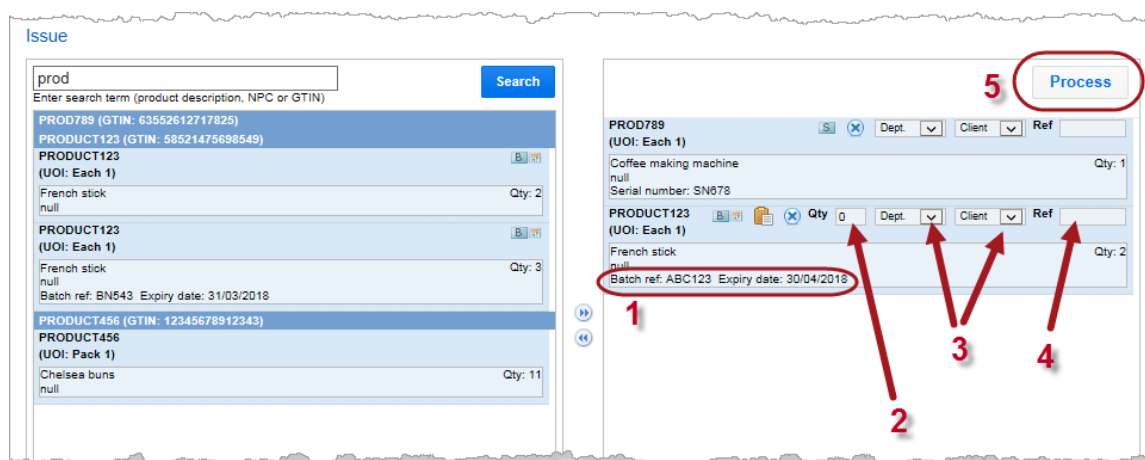 Issue
prod
Search
Enter search term (product description, NPC or GTIN)
PROD789 (GTIN: 63552612717825)
PRODUCT123 (GTIN: 58521475698549)
PRODUCT123
B
(UOI: Each 1)
French stick Qty: 2
null
PRODUCT123
B
(UOI: Each 1)
French stick Qty: 3
null
Batch ref: BN543 Expiry date: 31/03/2018
PRODUCT456 (GTIN: 12345678912343)
PRODUCT456
(UOI: Pack 1)
Chelsea buns Qty: 11
null
5 Process
PROD789 S Dept. Client Ref
(UOI: Each 1)
Coffee making machine Qty: 1
null
Serial number: SN678
PRODUCT123 B Qty 0 Dept. Client Ref
(UOI: Each 1)
French stick Qty: 2
null
Batch ref: ABC123 Expiry date: 30/04/2018
1
3
4
2